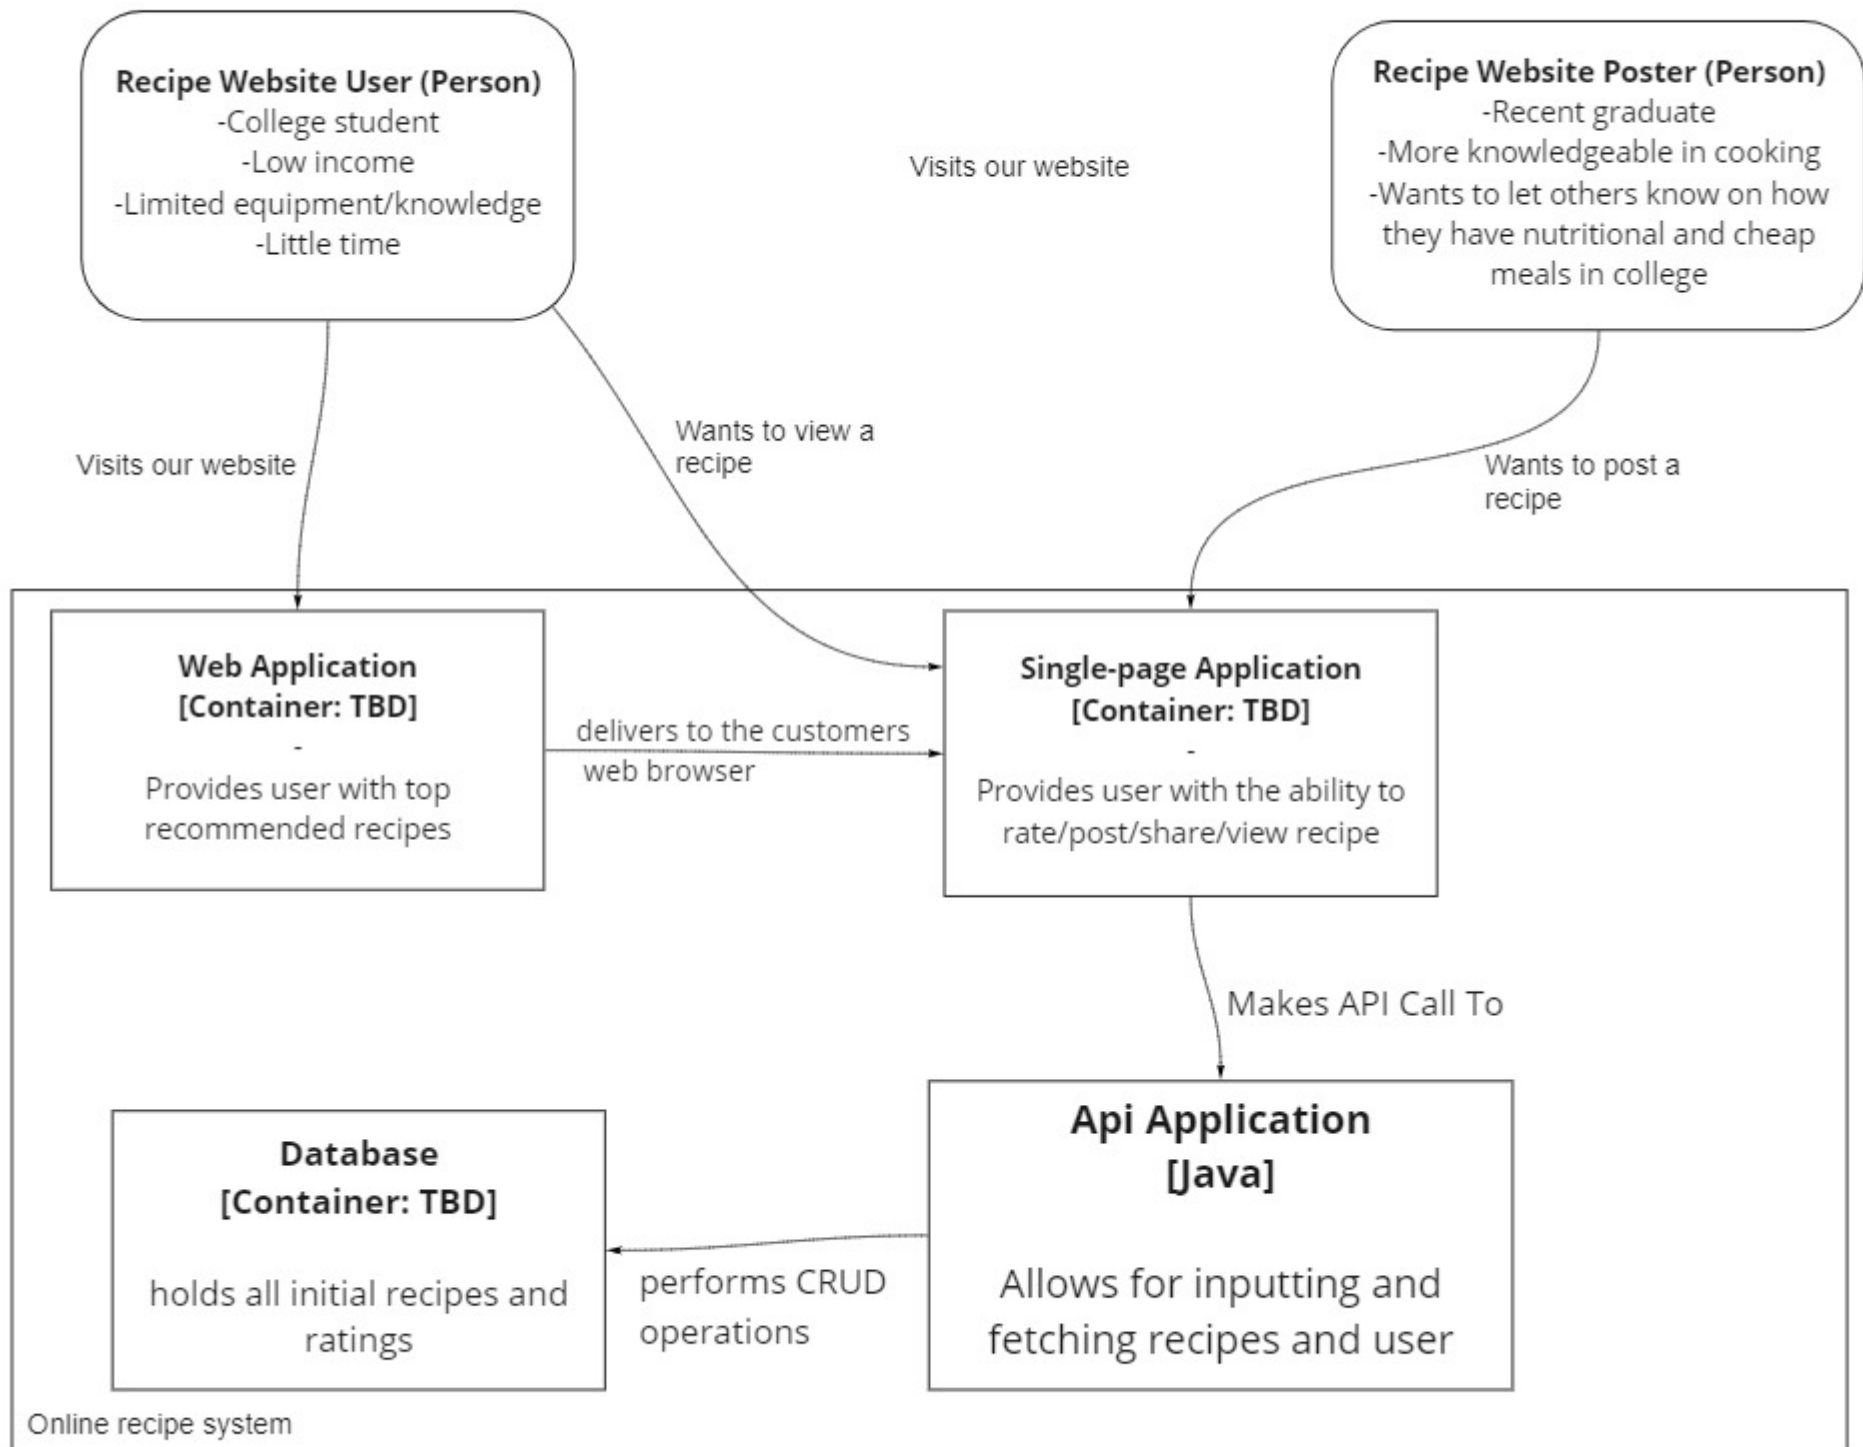 Recipe Website User (Person)
-College student
-Low income
-Limited equipment/knowledge
-Little time
Visits our website
Recipe Website Poster (Person)
-Recent graduate
-More knowledgeable in cooking
-Wants to let others know on how
they have nutritional and cheap
meals in college
Visits our website
Wants to view a
recipe
Wants to post a
recipe
Web Application
[Container: TBD]
-
Provides user with top
recommended recipes
delivers to the customers
web browser
Single-page Application
[Container: TBD]
-
Provides user with the ability to
rate/post/share/view recipe
Makes API Call To
Database
[Container: TBD]
holds all initial recipes and
ratings
performs CRUD
operations
Api Application
[Java]
Allows for inputting and
fetching recipes and user
Online recipe system